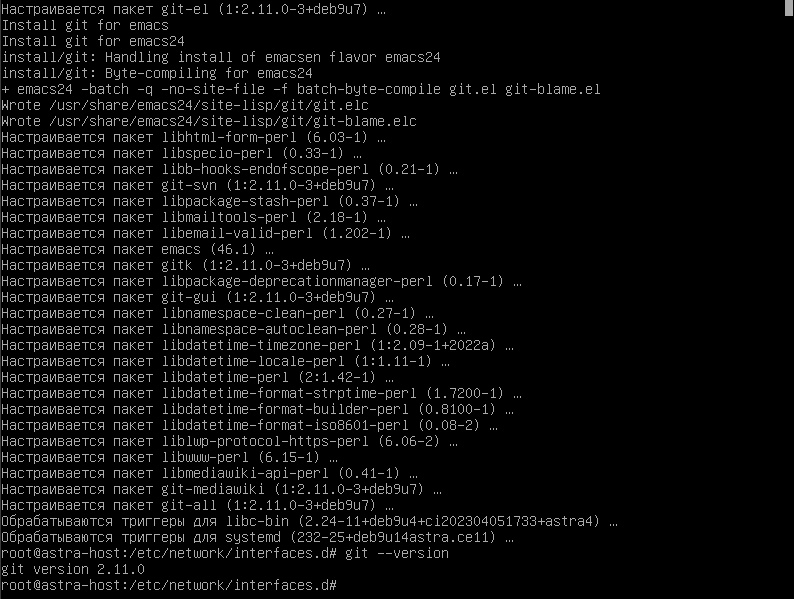 Настраивается пакет git-el (1:2.11.0-3+deb9u7) …
Install git for emacs
Install git for emacs24
install/git: Handling install of emacsen flavor emacs24
install/git: Byte-compiling for emacs24
+ emacs24 -batch -q -no-site-file -f batch-byte-compile git.el git-blame.el
Wrote /usr/share/emacs24/site-lisp/git/git.elc
Wrote /usr/share/emacs24/site-lisp/git/git-blame.elc
Настраивается пакет libhtml-form-perl (6.03-1) …
Настраивается пакет libspecio-perl (0.33-1) …
Настраивается пакет libb-hooks-endofscope-perl (0.21-1) …
Настраивается пакет git-svn (1:2.11.0-3+deb9u7) …
Настраивается пакет libpackage-stash-perl (0.37-1) …
Настраивается пакет libmailtools-perl (2.18-1) …
Настраивается пакет libemail-valid-perl (1.202-1) …
Настраивается пакет emacs (46.1) …
Настраивается пакет gitk (1:2.11.0-3+deb9u7) …
Настраивается пакет libpackage-deprecationmanager-perl (0.17-1) …
Настраивается пакет git-gui (1:2.11.0-3+deb9u7) …
Настраивается пакет libnamespace-clean-perl (0.27-1) …
Настраивается пакет libnamespace-autoclean-perl (0.28-1) …
Настраивается пакет libdatetime-timezone-perl (1:2.09-1+2022a) …
Настраивается пакет libdatetime-locale-perl (1:1.11-1) …
Настраивается пакет libdatetime-perl (2:1.42-1) …
Настраивается пакет libdatetime-format-strptime-perl (1.7200-1) …
Настраивается пакет libdatetime-format-builder-perl (0.8100-1) …
Настраивается пакет libdatetime-format-iso8601-perl (0.08-2) …
Настраивается пакет liblwp-protocol-https-perl (6.06-2) …
Настраивается пакет libwww-perl (6.15-1) …
Настраивается пакет libmediawiki-api-perl (0.41-1) …
Настраивается пакет git-mediawiki (1:2.11.0-3+deb9u7) …
Настраивается пакет git-all (1:2.11.0-3+deb9u7) …
Обрабатываются триггеры для libc-bin (2.24-11+deb9u4+ci202304051733+astra4) …
Обрабатываются триггеры для systemd (232-25+deb9u14astra.ce11) …
root@astra-host:/etc/network/interfaces.d# git --version
git version 2.11.0
root@astra-host:/etc/network/interfaces.d#